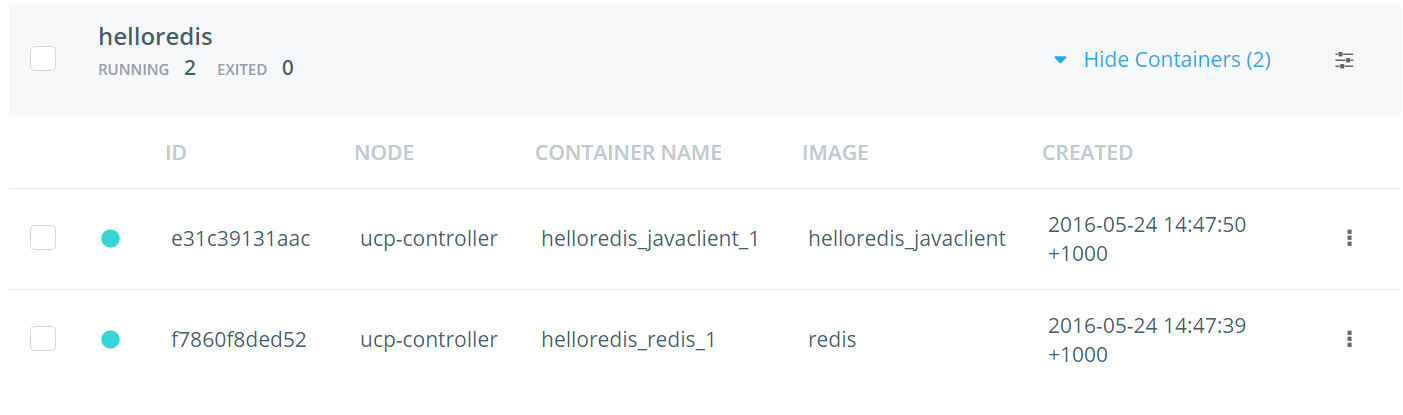 helloredis
RUNNING 2 EXITED 0
Hide Containers (2)
ID NODE CONTAINER NAME IMAGE CREATED
e31c39131aac ucp-controller helloredis_javaclient_1 helloredis_javaclient 2016-05-24 14:47:50
+1000
f7860f8ded52 ucp-controller helloredis_redis_1 redis 2016-05-24 14:47:39
+1000